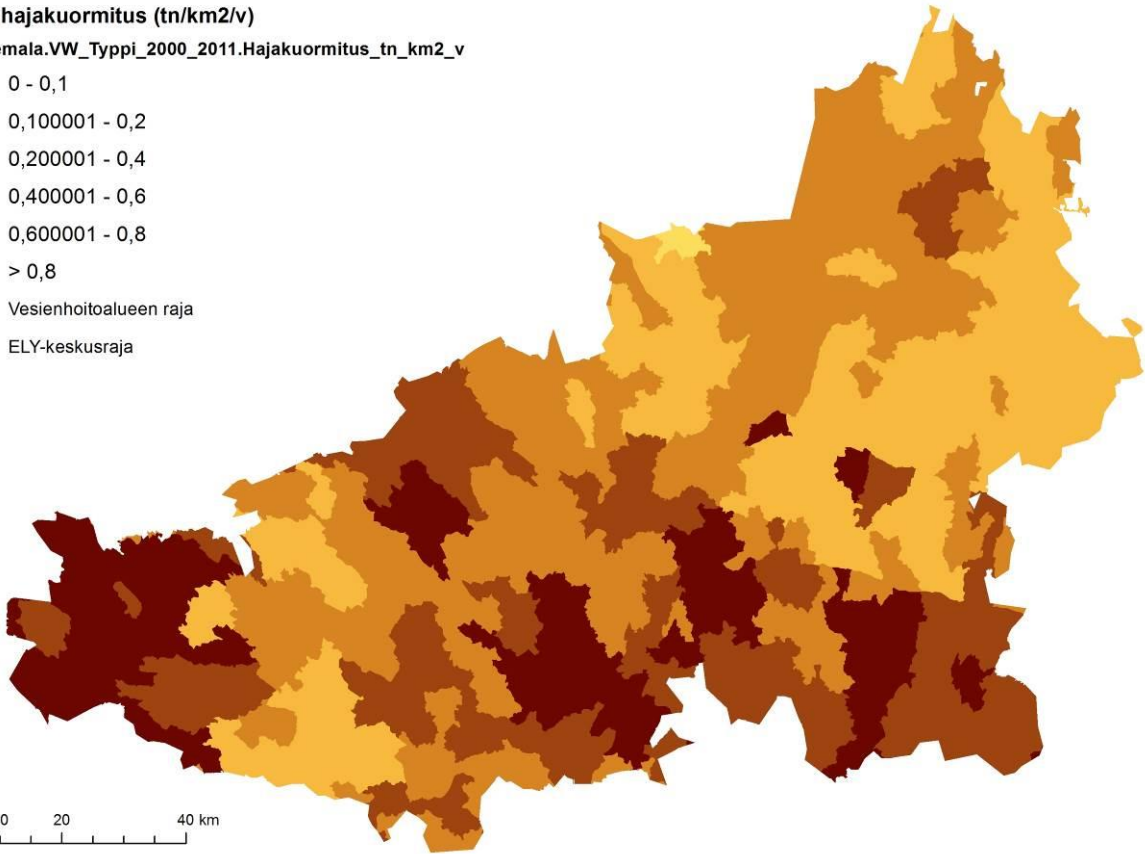 hajakuormitus (tn/km2/v)
emala.VW_Typpi_2000_2011.Hajakuormitus_tn_km2_v
0 - 0,1
0,100001 - 0,2
0,200001 - 0,4
0,400001 - 0,6
0,600001 - 0,8
> 0,8
Vesienhoitoalueen raja
ELY-keskusraja
0 20 40 km